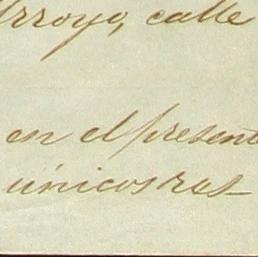 Arroyo, calle
en el presente
únicos res-